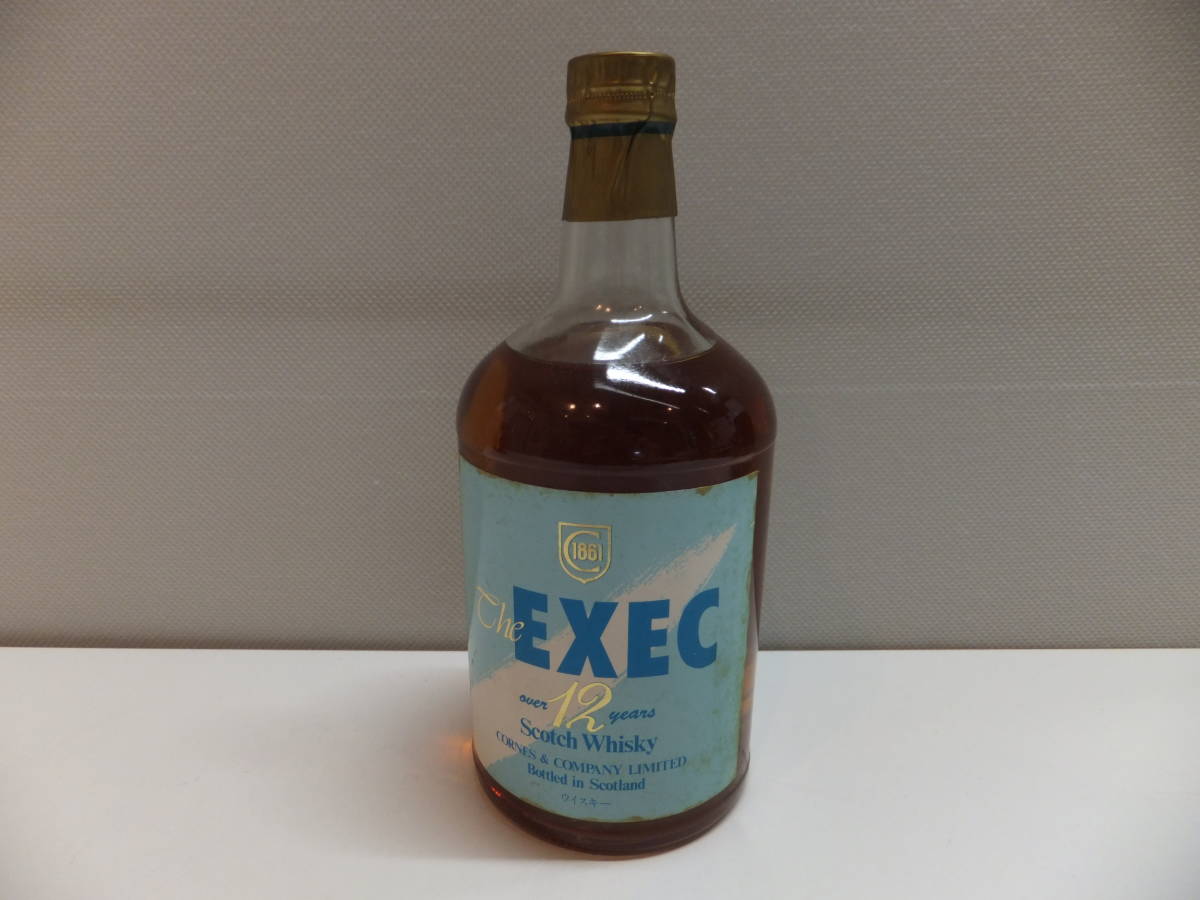 C 1861
The EXEC
over 12 years
Scotch Whisky
CORNES & COMPANY LIMITED
Bottled in Scotland
ウイスキー